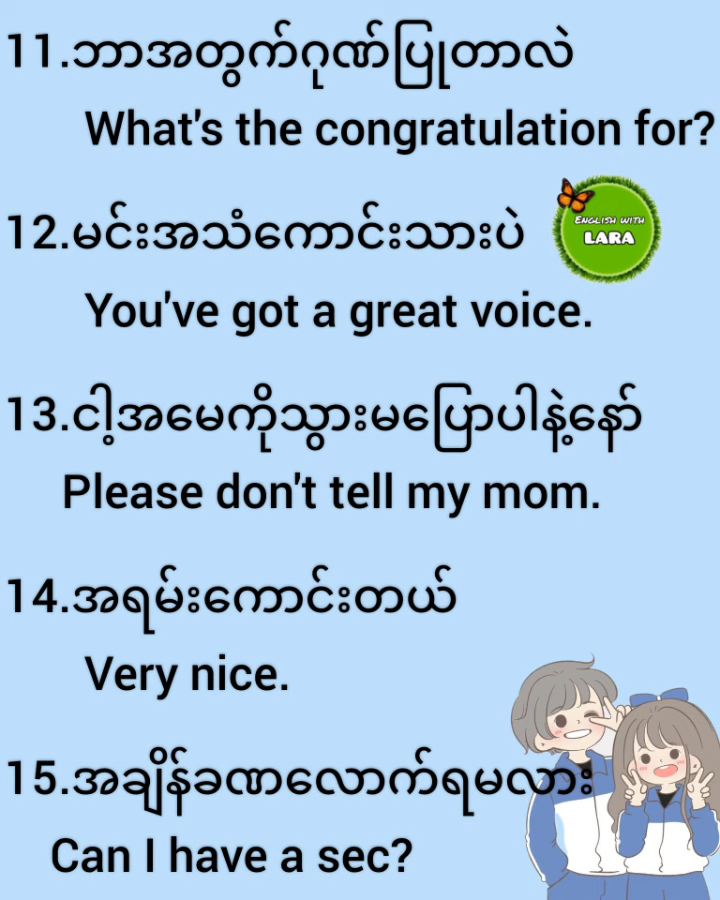 11.ဘာအတွက်ဂုဏ်ပြုတာလဲ
What's the congratulation for?
12.မင်းအသံကောင်းသားပဲ
ENGLISH WITH
LARA
You've got a great voice.
13.ငါ့အမေကိုသွားမပြောပါနဲ့နော်
Please don't tell my mom.
14.အရမ်းကောင်းတယ်
Very nice.
15.အချိန်ခဏလောက်ရမလား
Can I have a sec?